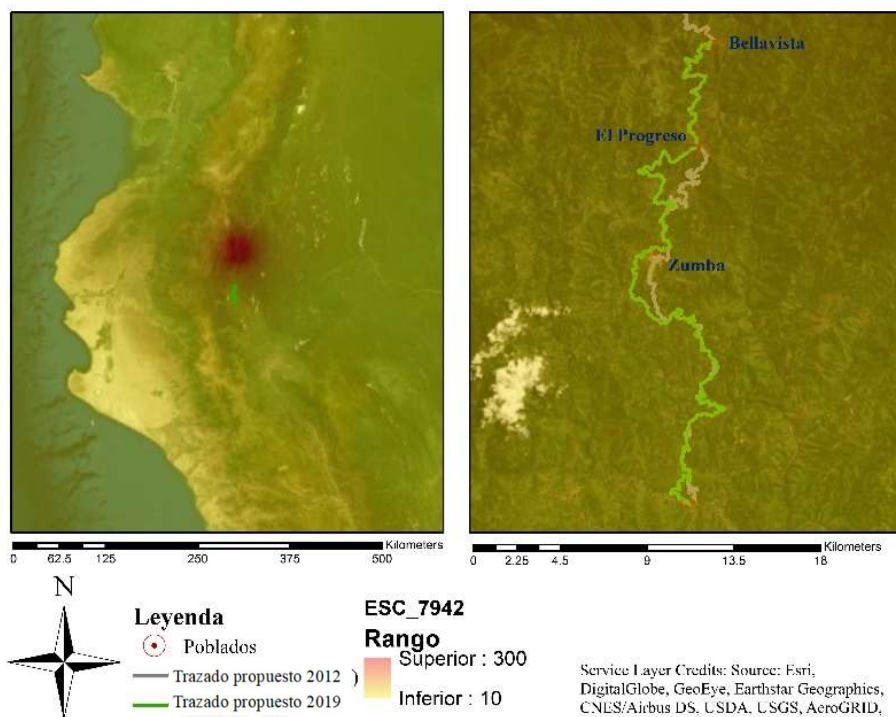 Bellavista
El Progreso
Zumba
Kilometers
0 62.5 125 250 375 500
Kilometers
0 2.25 4.5 9 13.5 18
N
Leyenda
Poblados
Trazado propuesto 2012 )
Trazado propuesto 2019
ESC_7942
Rango
Superior : 300
Inferior : 10
Service Layer Credits: Source: Esri,
DigitalGlobe, GeoEye, Earthstar Geographics,
CNES/Airbus DS, USDA, USGS, AeroGRID,